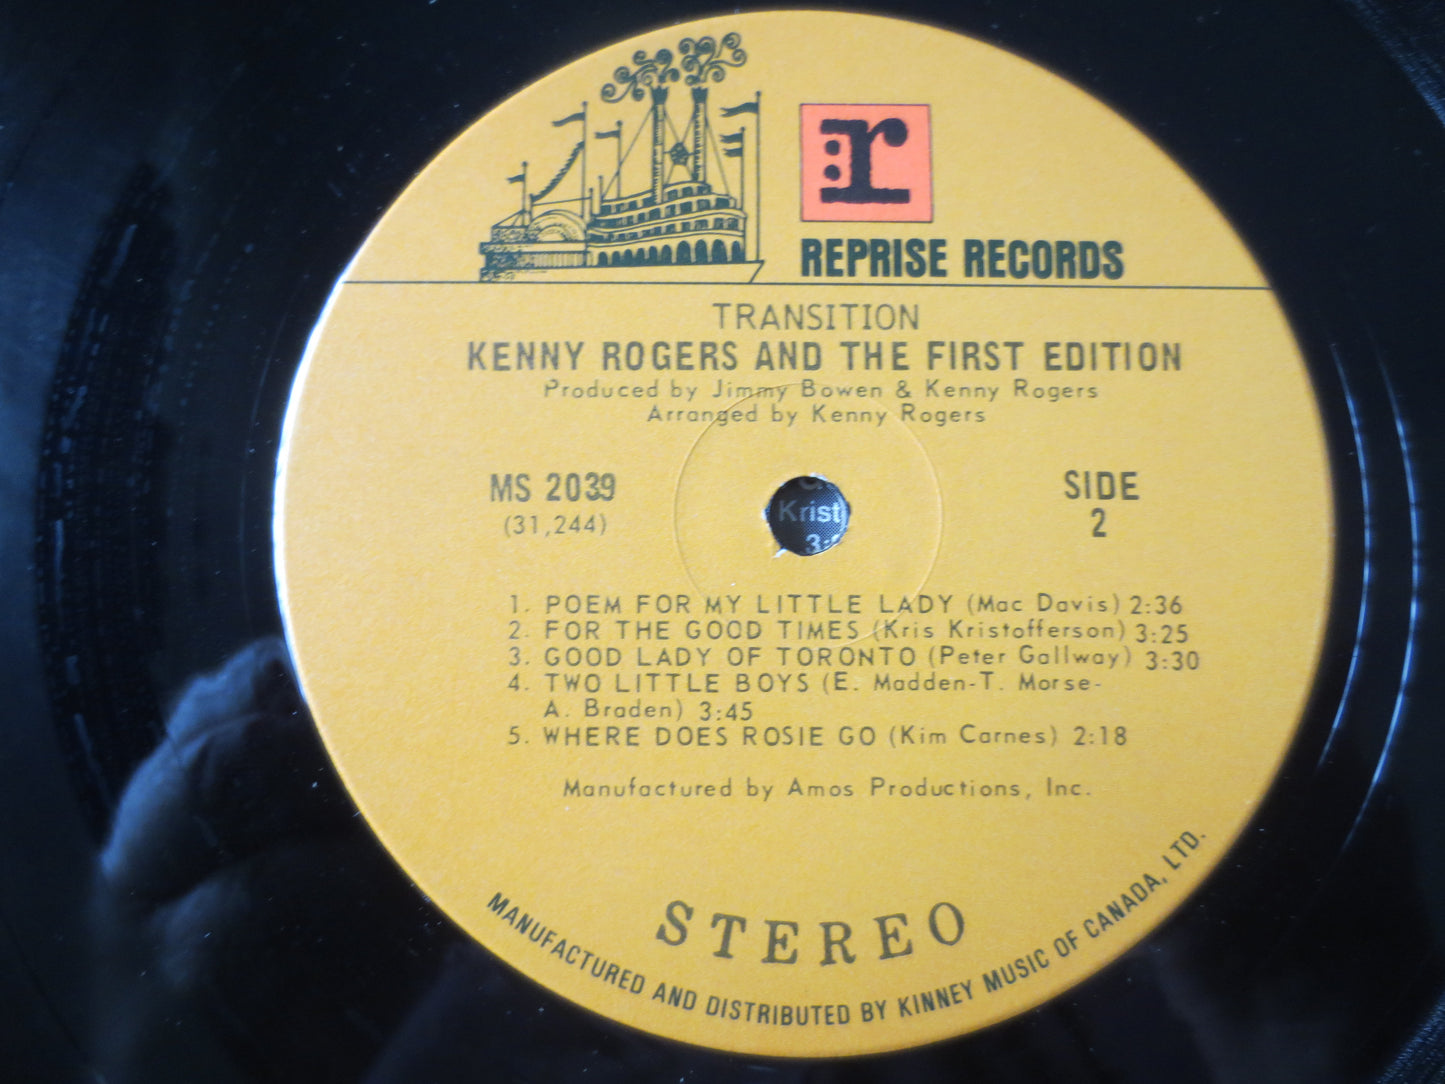 r
REPRISE RECORDS
TRANSITION
KENNY ROGERS AND THE FIRST EDITION
Produced by Jimmy Bowen & Kenny Rogers
Arranged by Kenny Rogers
MS 2039
(31,244)
SIDE
2
Krist
1. POEM FOR MY LITTLE LADY (Mac Davis) 2:36
2. FOR THE GOOD TIMES (Kris Kristofferson) 3:25
3. GOOD LADY OF TORONTO (Peter Gallway) 3:30
4. TWO LITTLE BOYS (E. Madden-T. Morse-
A. Braden) 3:45
5. WHERE DOES ROSIE GO (Kim Carnes) 2:18
Manufactured by Amos Productions, Inc.
STEREO
MANUFACTURED AND DISTRIBUTED BY KINNEY MUSIC OF CANADA, LTD.